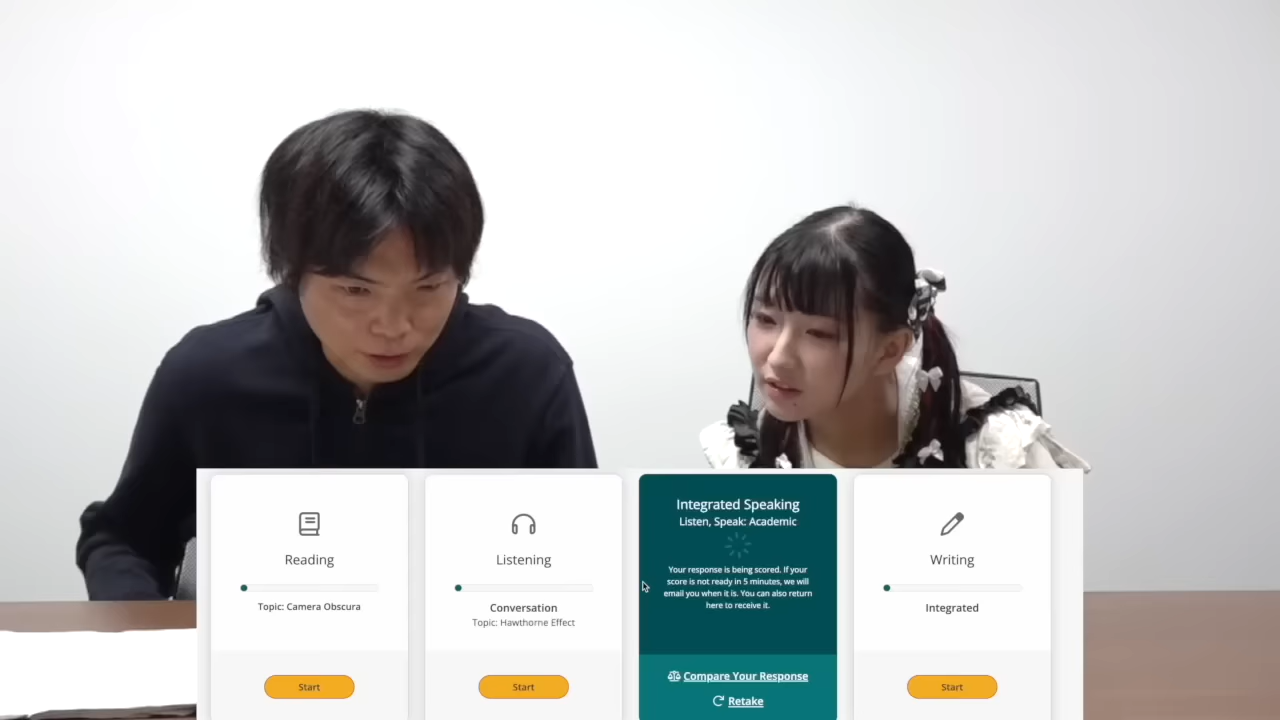 Reading
Topic: Camera Obscura
Start
Listening
Conversation
Topic: Hawthorne Effect
Start
Integrated Speaking
Listen, Speak: Academic
Your response is being scored. If your
score is not ready in 5 minutes, we will
email you when it is. You can also return
here to receive it.
Compare Your Response
Retake
Writing
Integrated
Start